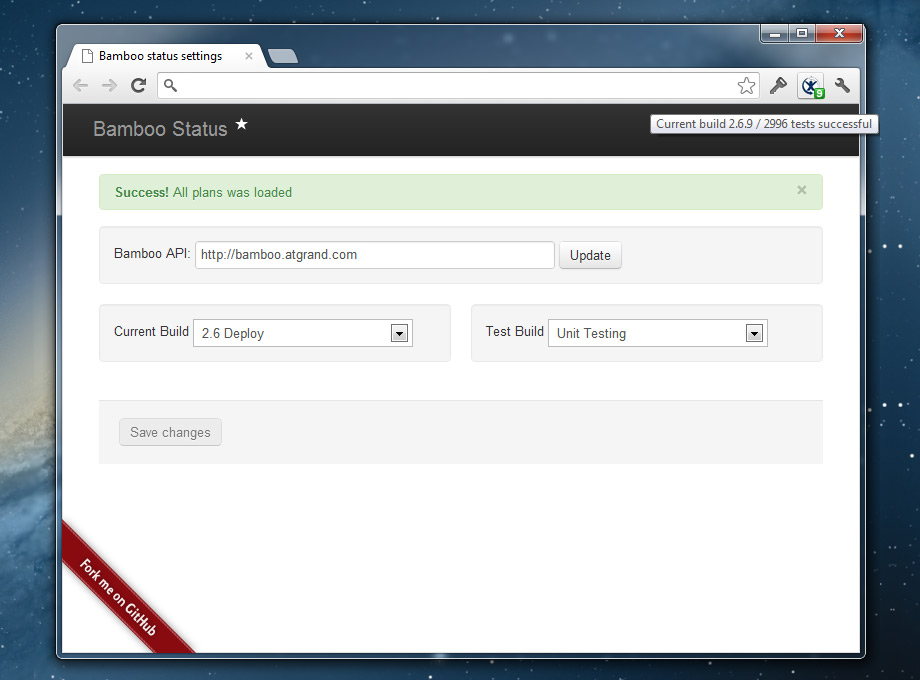 Bamboo status settings
9
Bamboo Status
Current build 2.6.9 / 2996 tests successful
Success! All plans was loaded
Bamboo API: http://bamboo.atgrand.com Update
Current Build 2.6 Deploy
Test Build Unit Testing
Save changes
Fork me on GitHub